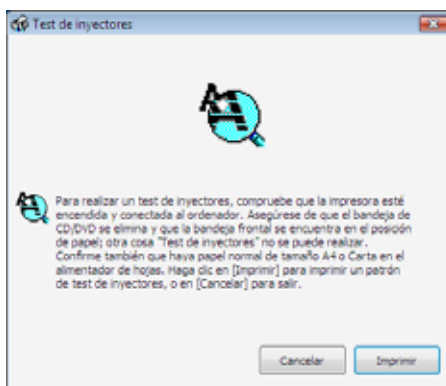 Test de inyectores
Para realizar un test de inyectores, compruebe que la impresora esté
encendida y conectada al ordenador. Asegúrese de que el bandeja de
CD/DVD se elimina y que la bandeja frontal se encuentra en el posición
de papel; otra cosa "Test de inyectores" no se puede realizar.
Confirme también que haya papel normal de tamaño A4 o Carta en el
alimentador de hojas. Haga clic en [Imprimir] para imprimir un patrón
de test de inyectores, o en [Cancelar] para salir.
Cancelar Imprimir